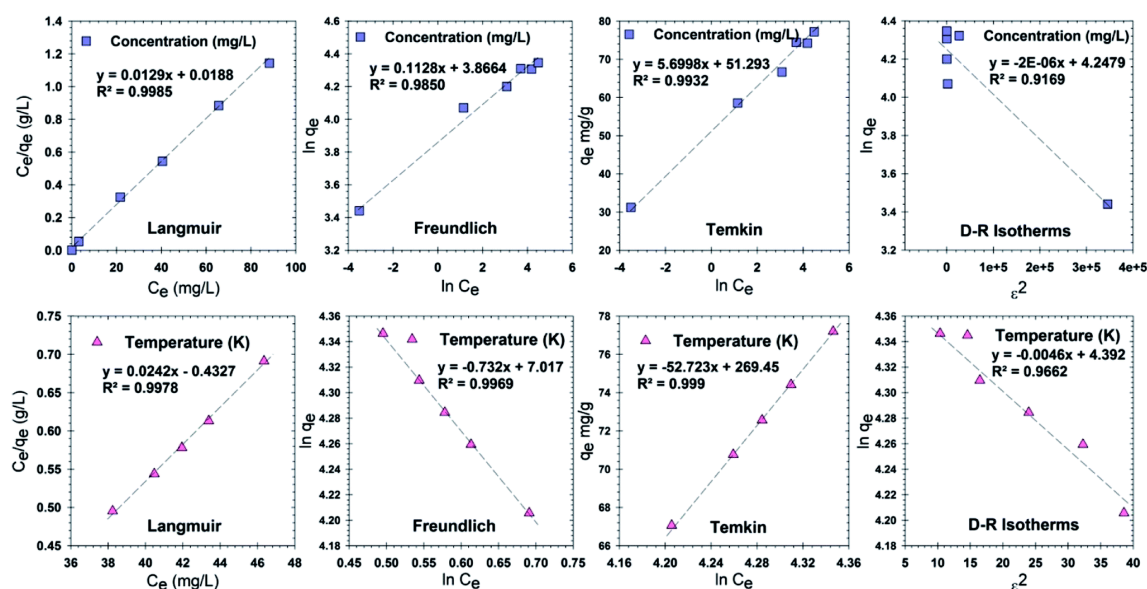 Concentration (mg/L)
y = 0.0129x + 0.0188
R² = 0.9985
Langmuir
Ce/qe (g/L)
1.6
1.4
1.2
1.0
0.8
0.6
0.4
0.2
0.0
0 20 40 60 80 100
Ce (mg/L)
Concentration (mg/L)
y = 0.1128x + 3.8664
R² = 0.9850
Freundlich
ln qe
4.6
4.4
4.2
4.0
3.8
3.6
3.4
3.2
-4 -2 0 2 4 6
ln Ce
Concentration (mg/L)
y = 5.6998x + 51.293
R² = 0.9932
Temkin
qe mg/g
80
70
60
50
40
30
20
-4 -2 0 2 4 6
ln Ce
Concentration (mg/L)
y = -2E-06x + 4.2479
R² = 0.9169
D-R Isotherms
ln qe
4.4
4.2
4.0
3.8
3.6
3.4
3.2
0 1e+5 2e+5 3e+5 4e+5
ε2
Temperature (K)
y = 0.0242x - 0.4327
R² = 0.9978
Langmuir
Ce/qe (g/L)
0.75
0.70
0.65
0.60
0.55
0.50
0.45
36 38 40 42 44 46 48
Ce (mg/L)
Temperature (K)
y = -0.732x + 7.017
R² = 0.9969
Freundlich
ln qe
4.36
4.34
4.32
4.30
4.28
4.26
4.24
4.22
4.20
4.18
0.45 0.50 0.55 0.60 0.65 0.70 0.75
ln Ce
Temperature (K)
y = -52.723x + 269.45
R² = 0.999
Temkin
qe mg/g
78
76
74
72
70
68
66
4.16 4.20 4.24 4.28 4.32 4.36
ln Ce
Temperature (K)
y = -0.0046x + 4.392
R² = 0.9662
D-R Isotherms
ln qe
4.36
4.34
4.32
4.30
4.28
4.26
4.24
4.22
4.20
4.18
5 10 15 20 25 30 35 40
ε2